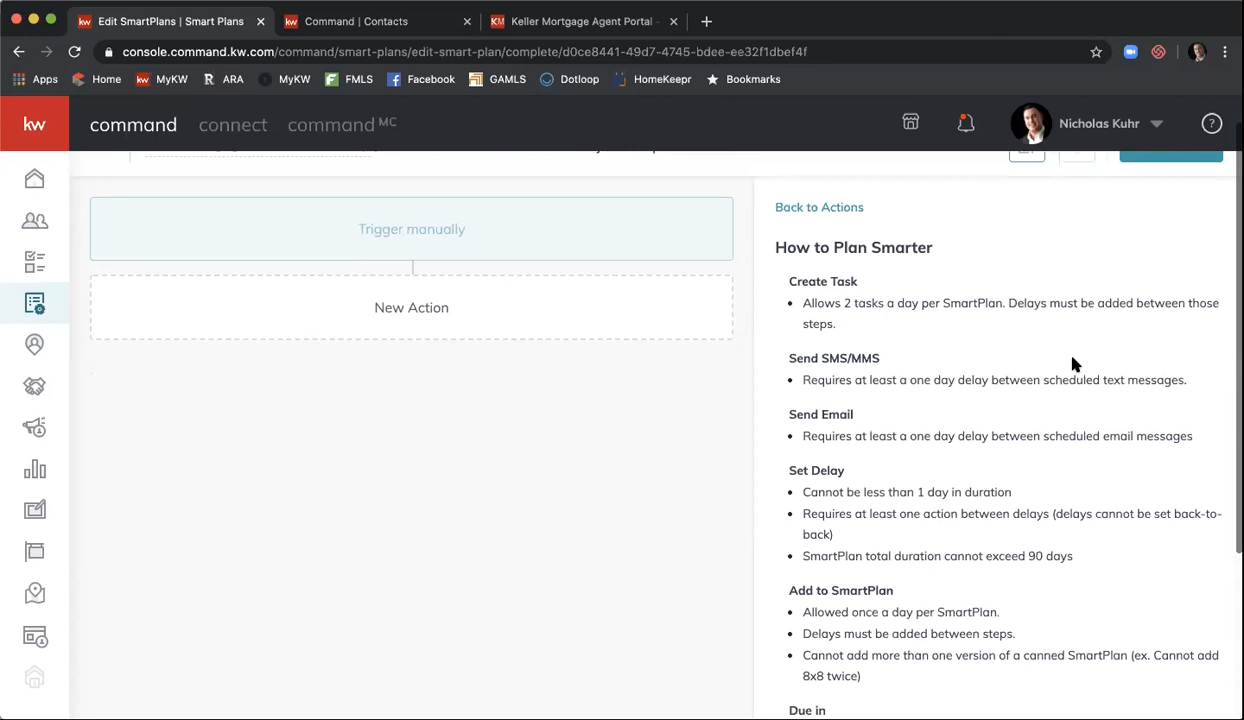 Edit SmartPlans | Smart Plans
Command | Contacts
Keller Mortgage Agent Portal
console.command.kw.com/command/smart-plans/edit-smart-plan/complete/d0ce8441-49d7-4745-bdee-ee32f1dbef4f
Apps Home kw MyKW R ARA MyKW FMLS Facebook GAMLS Dotloop HomeKeepr Bookmarks
kw command connect command MC Nicholas Kuhr ?
Trigger manually
New Action
Back to Actions
How to Plan Smarter
Create Task
• Allows 2 tasks a day per SmartPlan. Delays must be added between those
steps.
Send SMS/MMS
• Requires at least a one day delay between scheduled text messages.
Send Email
• Requires at least a one day delay between scheduled email messages
Set Delay
• Cannot be less than 1 day in duration
• Requires at least one action between delays (delays cannot be set back-to-
back)
• SmartPlan total duration cannot exceed 90 days
Add to SmartPlan
• Allowed once a day per SmartPlan.
• Delays must be added between steps.
• Cannot add more than one version of a canned SmartPlan (ex. Cannot add
8x8 twice)
Due in